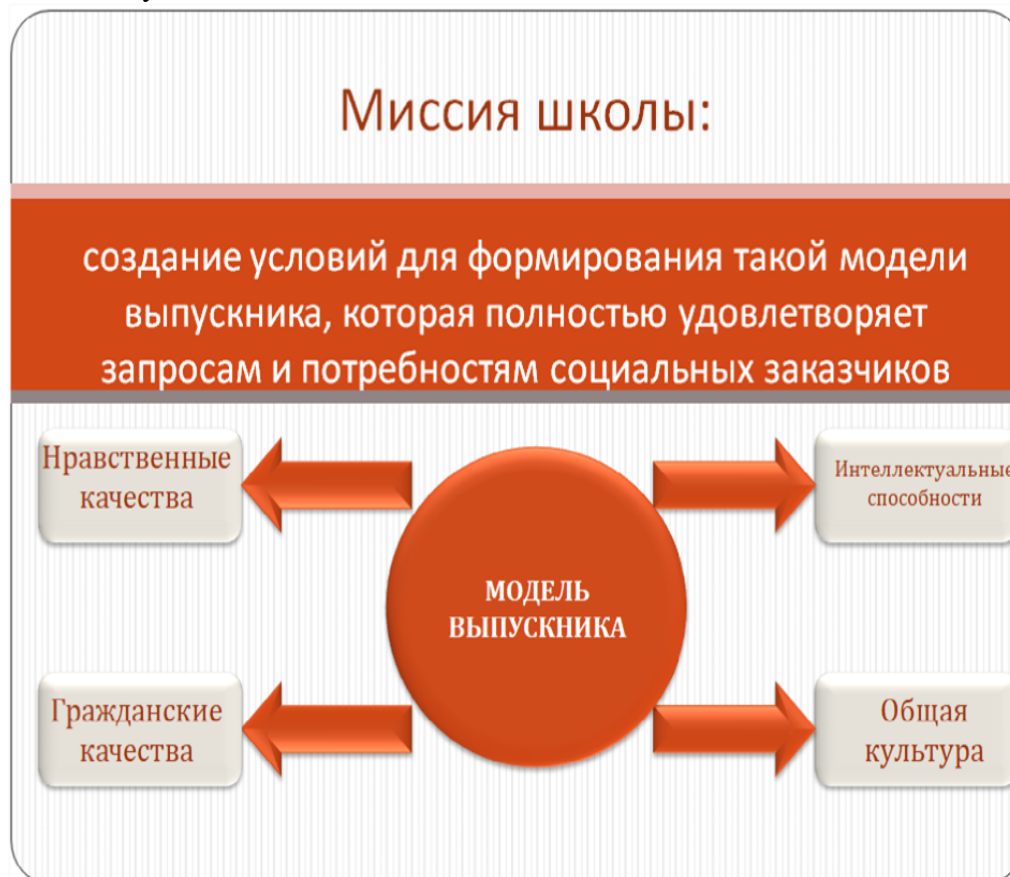 Миссия школы:
создание условий для формирования такой модели
выпускника, которая полностью удовлетворяет
запросам и потребностям социальных заказчиков
Нравственные
качества
Интеллектуальные
способности
МОДЕЛЬ
ВЫПУСКНИКА
Гражданские
качества
Общая
культура